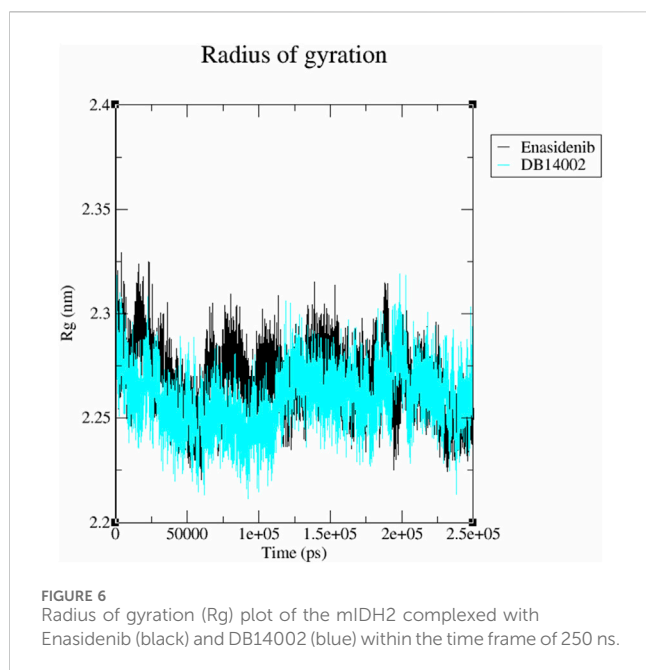 Radius of gyration
2.4
2.35
2.3
2.25
2.2
Rg (nm)
0
50000
1e+05
1.5e+05
2e+05
2.5e+05
Time (ps)
Enasidenib
DB14002
FIGURE 6
Radius of gyration (Rg) plot of the mIDH2 complexed with
Enasidenib (black) and DB14002 (blue) within the time frame of 250 ns.